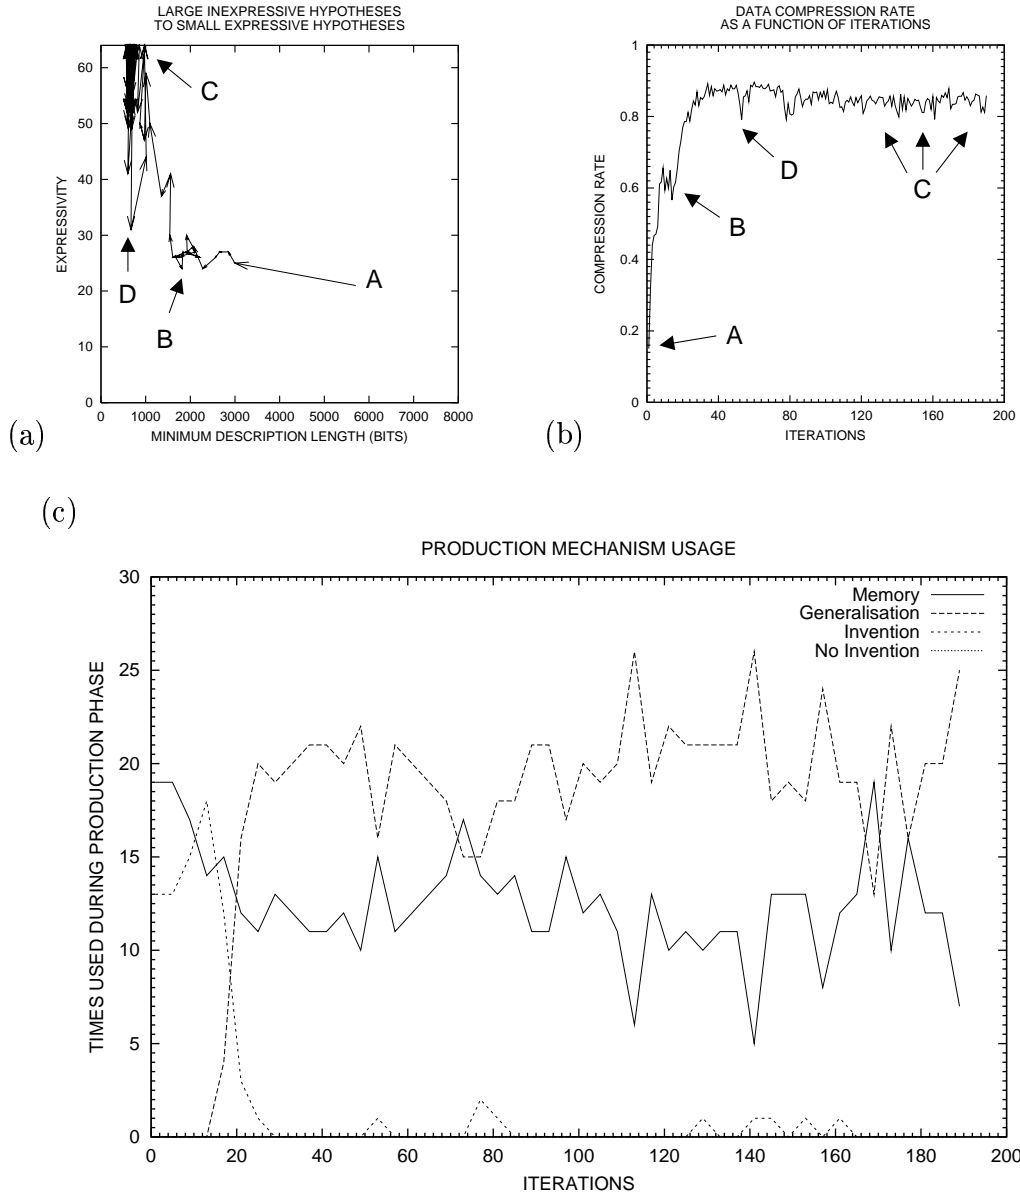 LARGE INEXPRESSIVE HYPOTHESES
TO SMALL EXPRESSIVE HYPOTHESES
EXPRESSIVITY
60
50
40
30
20
10
0
0 1000 2000 3000 4000 5000 6000 7000 8000
MINIMUM DESCRIPTION LENGTH (BITS)
C
A
D
B
(a)
DATA COMPRESSION RATE
AS A FUNCTION OF ITERATIONS
COMPRESSION RATE
1
0.8
0.6
0.4
0.2
0
0 40 80 120 160 200
ITERATIONS
D
C
B
A
(b)
(c)
PRODUCTION MECHANISM USAGE
TIMES USED DURING PRODUCTION PHASE
30
25
20
15
10
5
0
Memory
Generalisation
Invention
No Invention
0 20 40 60 80 100 120 140 160 180 200
ITERATIONS